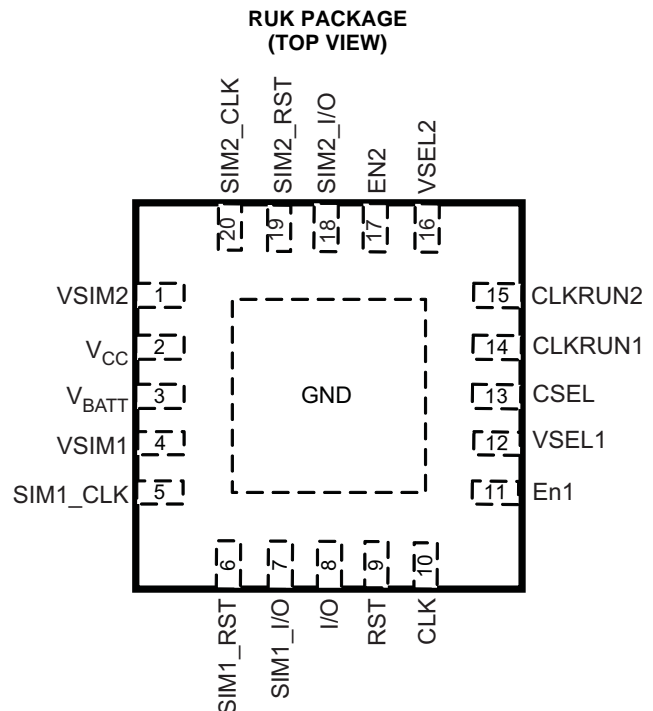 RUK PACKAGE
(TOP VIEW)
SIM2_CLK
SIM2_RST
SIM2_I/O
EN2
VSEL2
20
19
18
17
16
VSIM2 1
VCC 2
VBATT 3
VSIM1 4
SIM1_CLK 5
GND
15 CLKRUN2
14 CLKRUN1
13 CSEL
12 VSEL1
11 En1
6
7
8
9
10
SIM1_RST
SIM1_I/O
I/O
RST
CLK